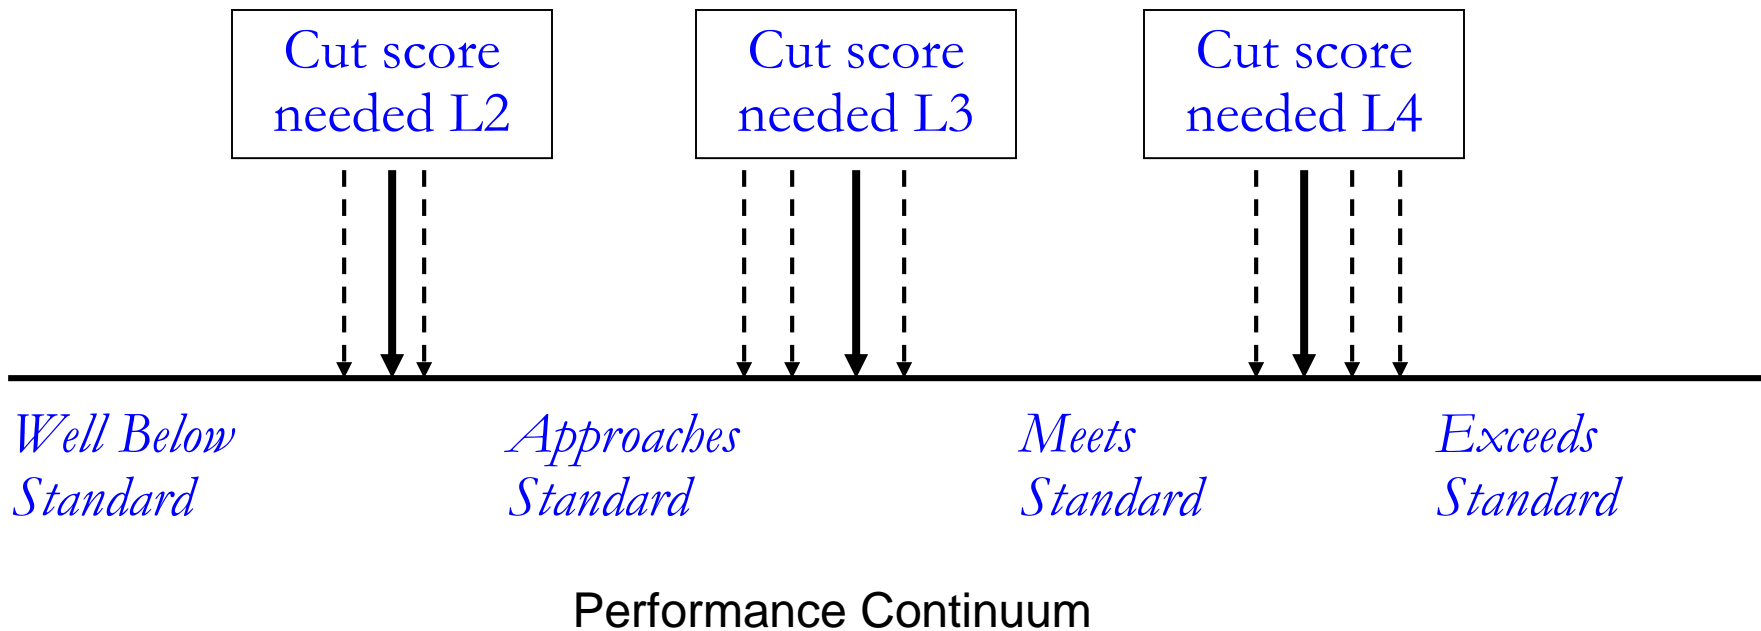 Cut score
needed L2
Cut score
needed L3
Cut score
needed L4
Well Below
Standard
Approaches
Standard
Meets
Standard
Exceeds
Standard
Performance Continuum